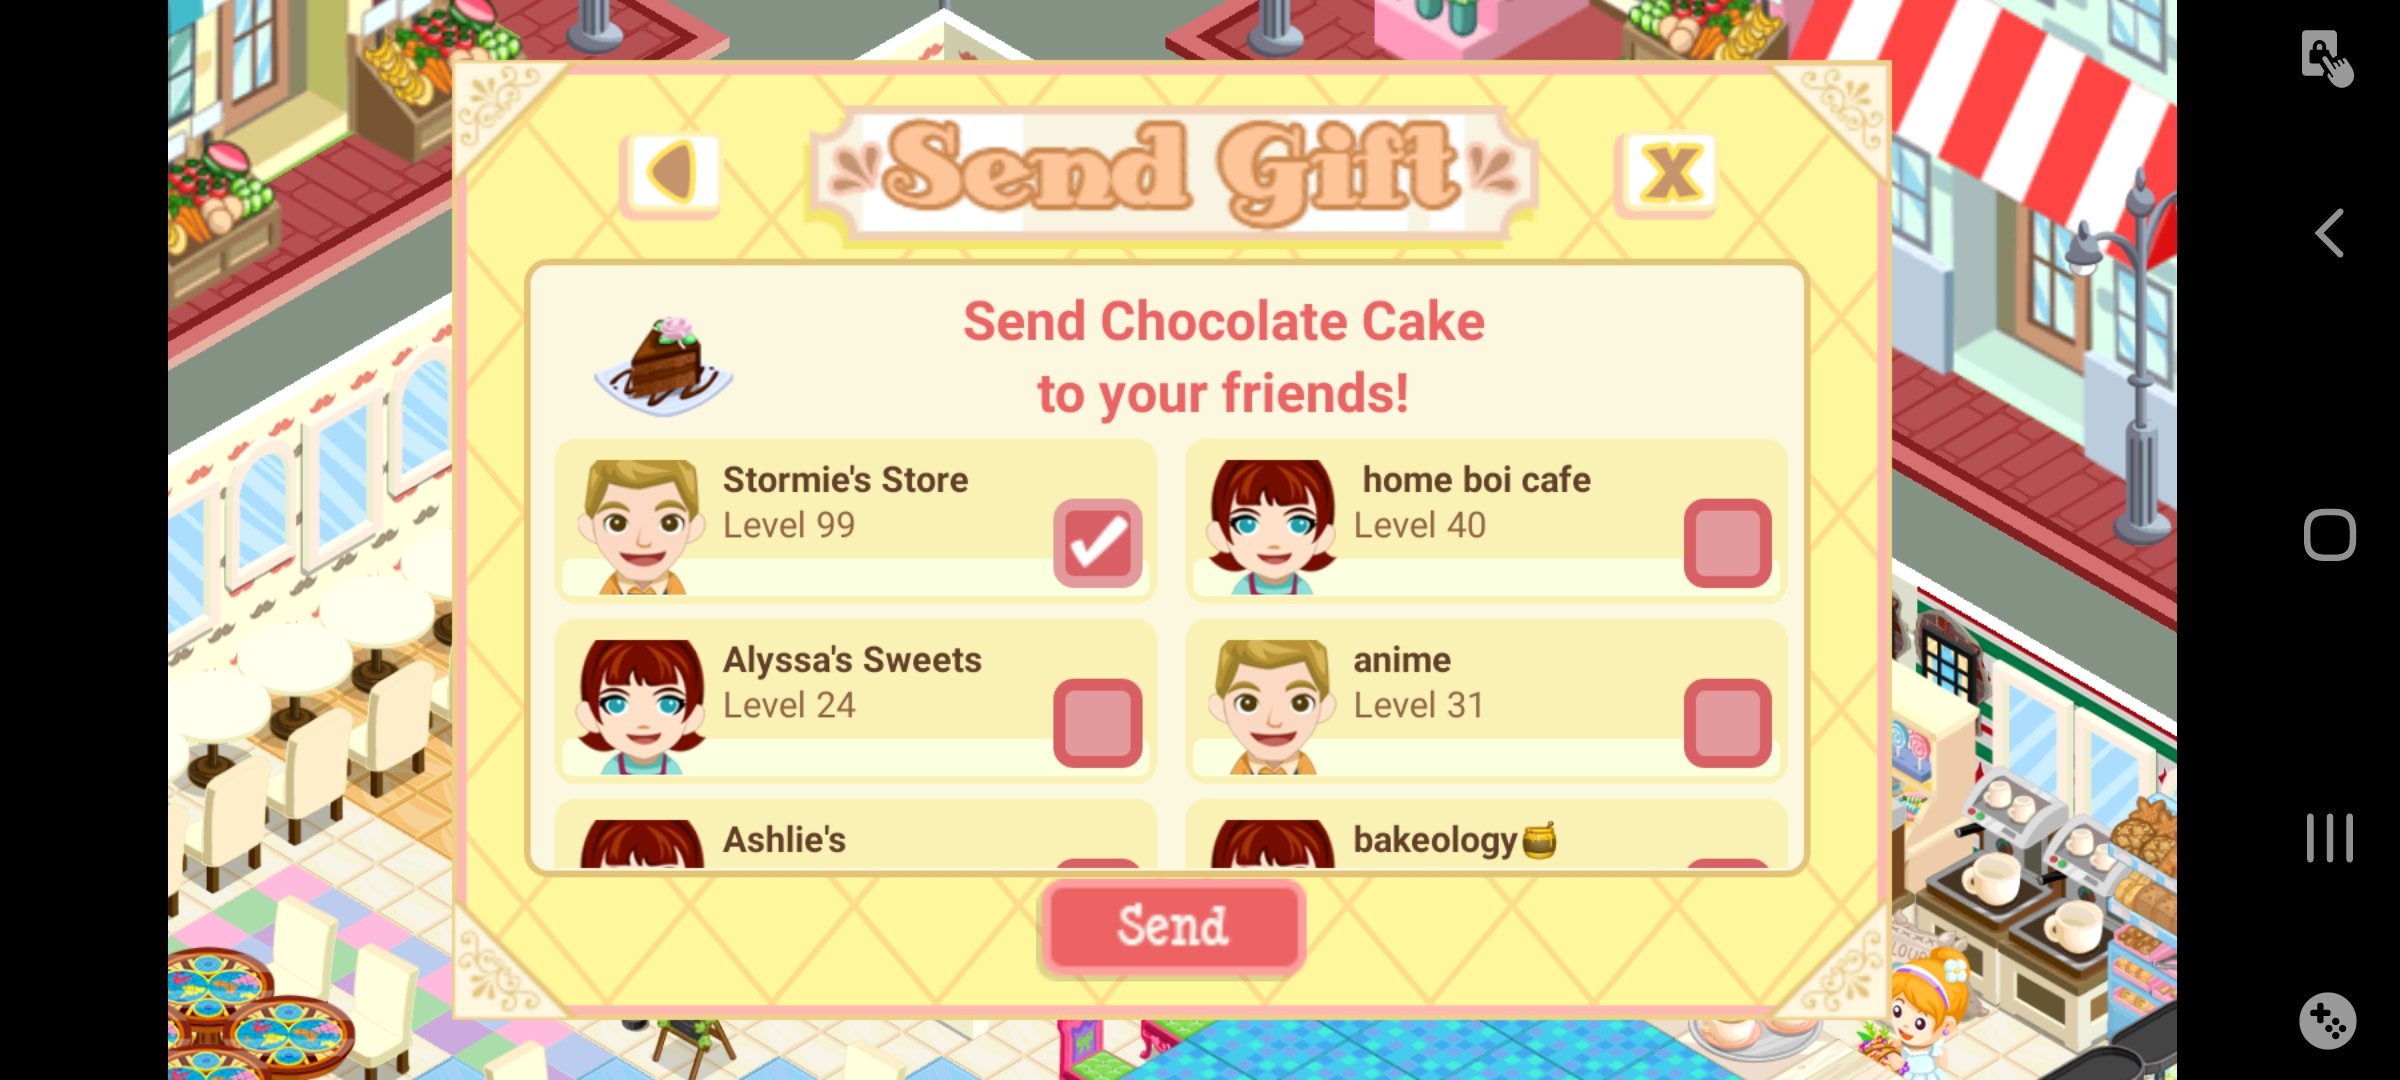 Send Gift
X
Send Chocolate Cake
to your friends!
Stormie's Store
Level 99
home boi cafe
Level 40
Alyssa's Sweets
Level 24
anime
Level 31
Ashlie's
bakeology🍯
Send